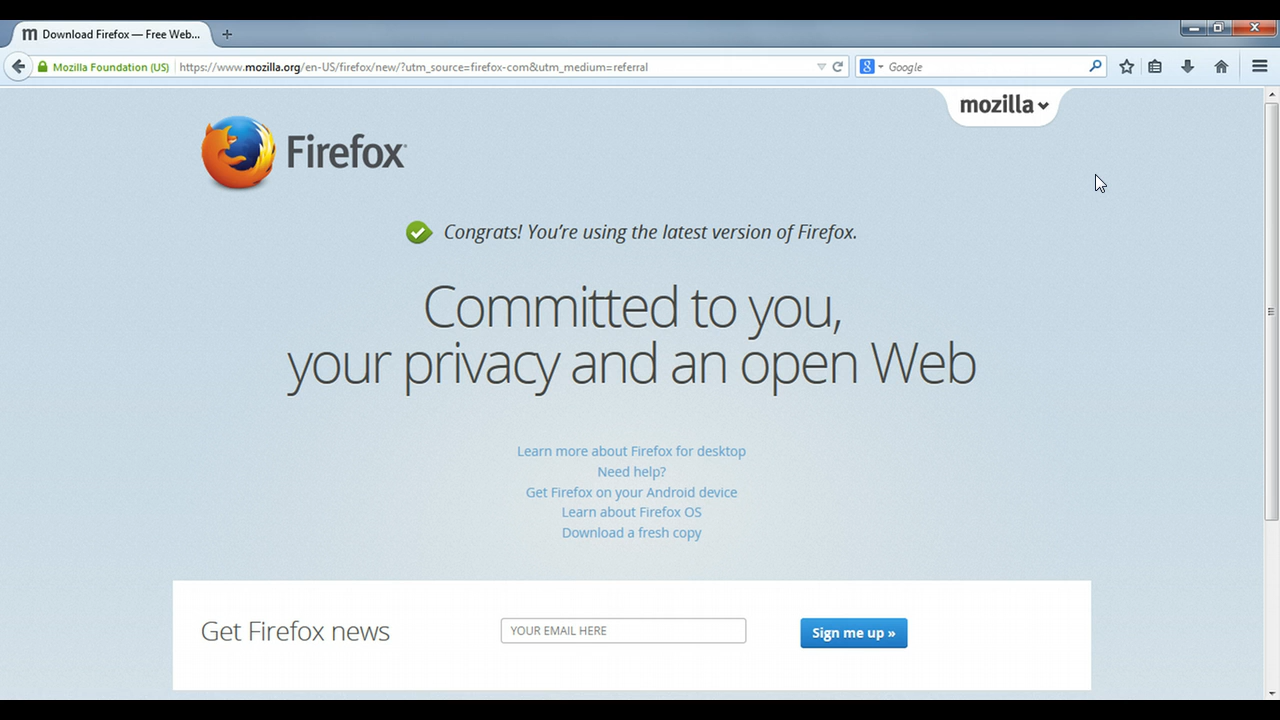 Download Firefox — Free Web...
Mozilla Foundation (US)
https://www.mozilla.org/en-US/firefox/new/?utm_source=firefox-com&utm_medium=referral
Google
mozilla
Firefox
Congrats! You're using the latest version of Firefox.
Committed to you,
your privacy and an open Web
Learn more about Firefox for desktop
Need help?
Get Firefox on your Android device
Learn about Firefox OS
Download a fresh copy
Get Firefox news
YOUR EMAIL HERE
Sign me up »